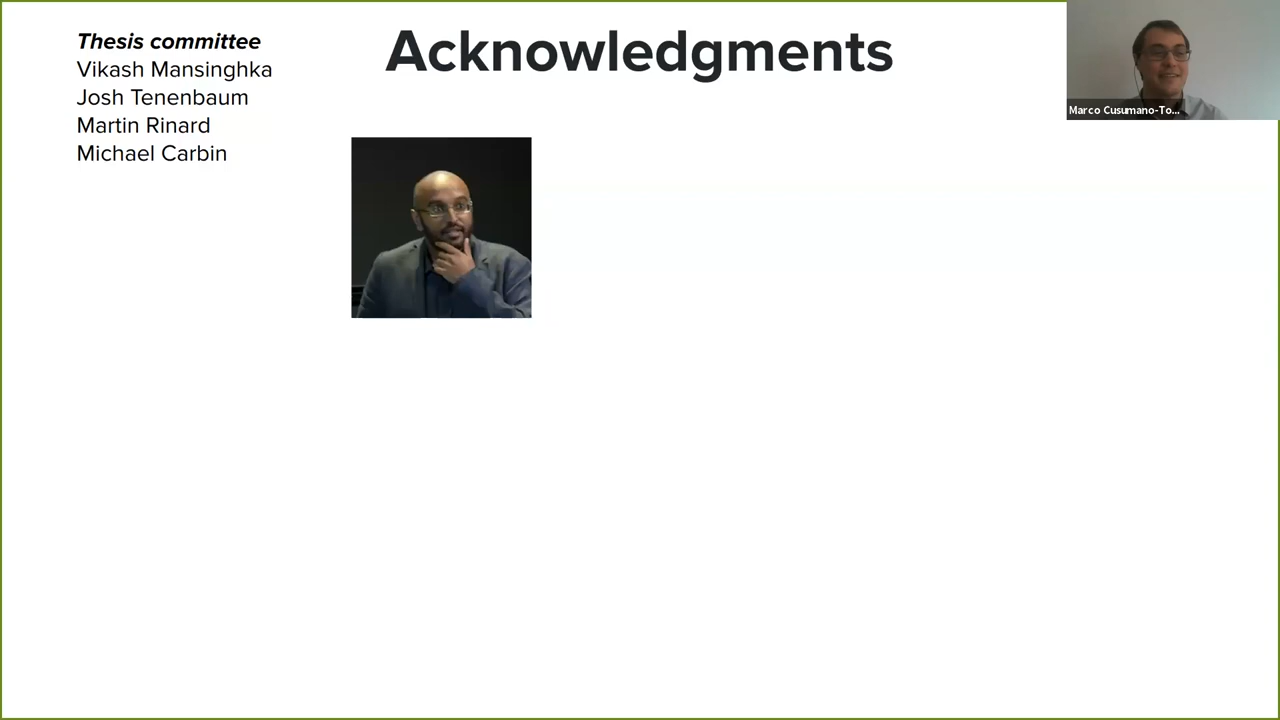 Thesis committee
Vikash Mansinghka
Josh Tenenbaum
Martin Rinard
Michael Carbin
Acknowledgments
Marco Cusumano-To...